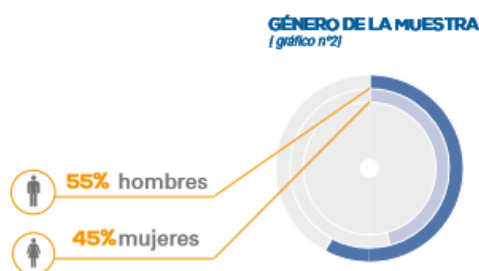 GÉNERO DE LA MUESTRA
[ gráfico nº2]
55% hombres
45% mujeres